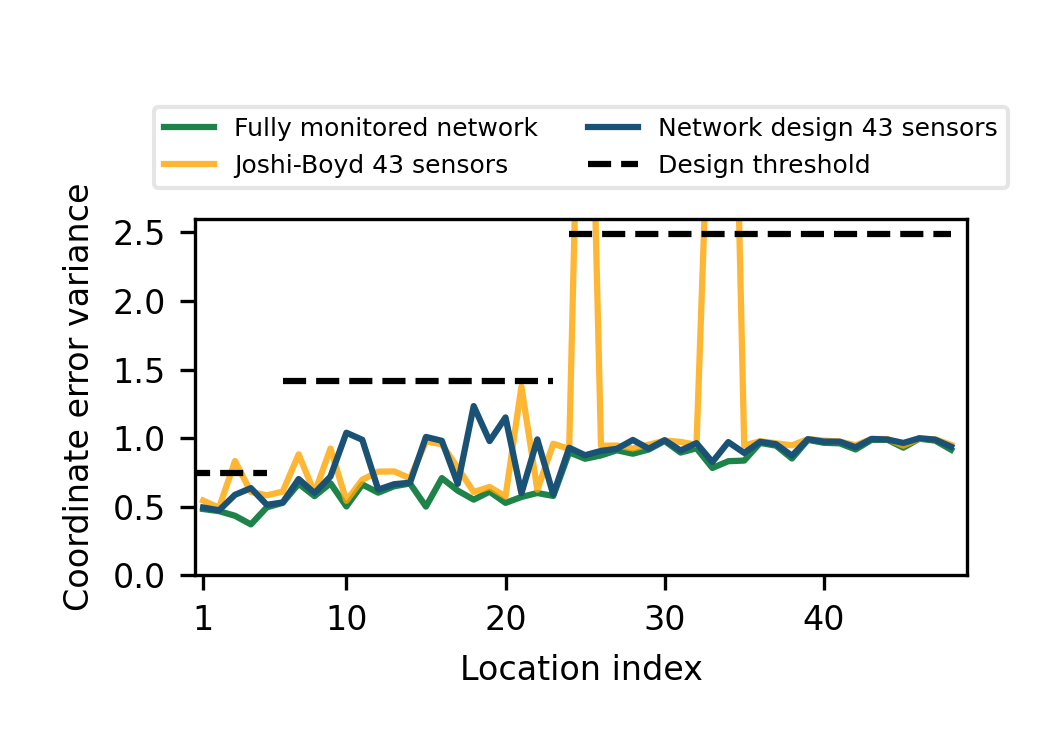 Fully monitored network
Joshi-Boyd 43 sensors
Network design 43 sensors
Design threshold
Coordinate error variance
2.5
2.0
1.5
1.0
0.5
0.0
1 10 20 30 40
Location index